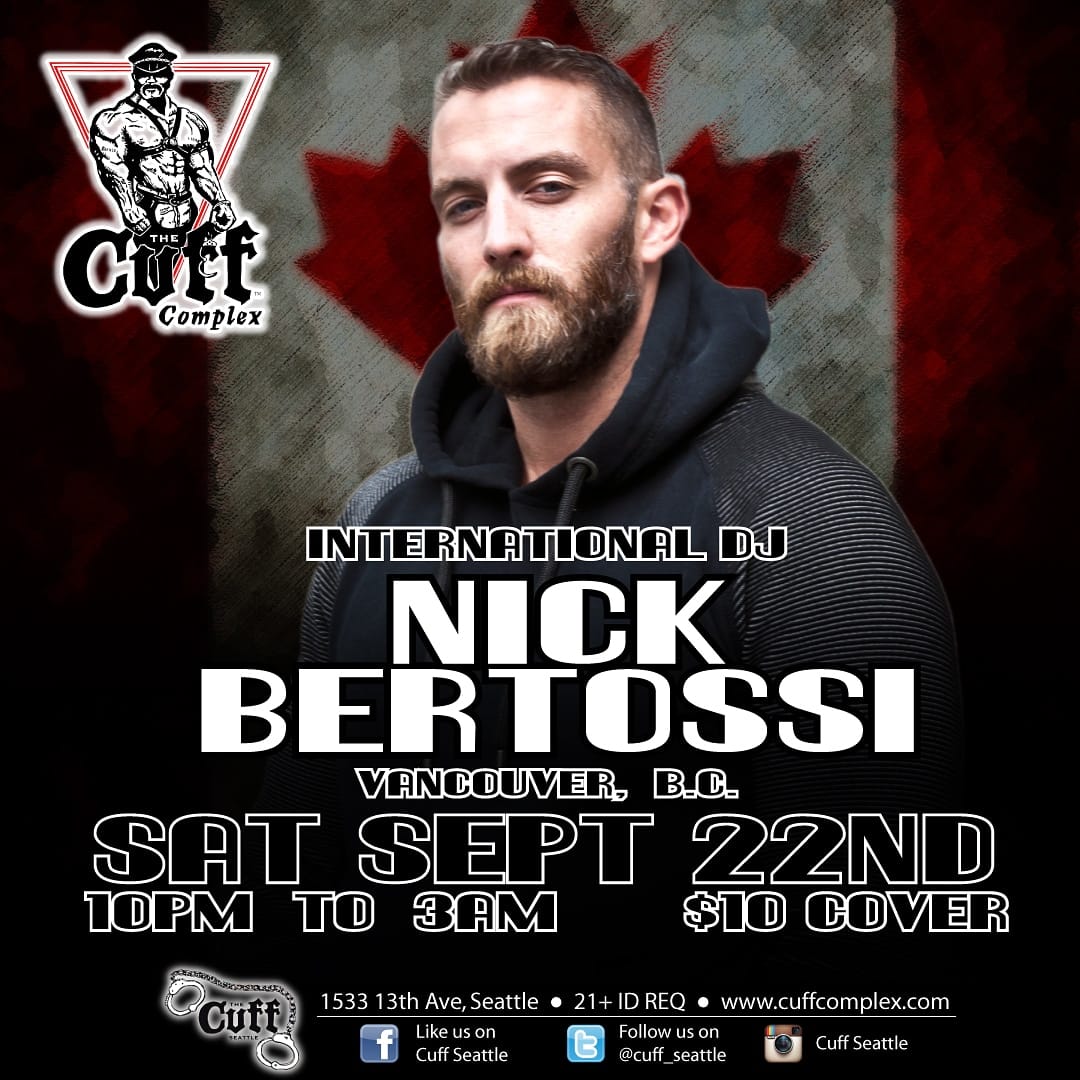 THE
Cuff
Complex
INTERNATIONAL DJ
NICK
BERTOSSI
VANCOUVER, B.C.
SAT SEPT 22ND
10PM TO 3AM $10 COVER
THE
Cuff
SEATTLE
1533 13th Ave, Seattle ● 21+ ID REQ ● www.cuffcomplex.com
Like us on
Cuff Seattle
Follow us on
@cuff_seattle
Cuff Seattle